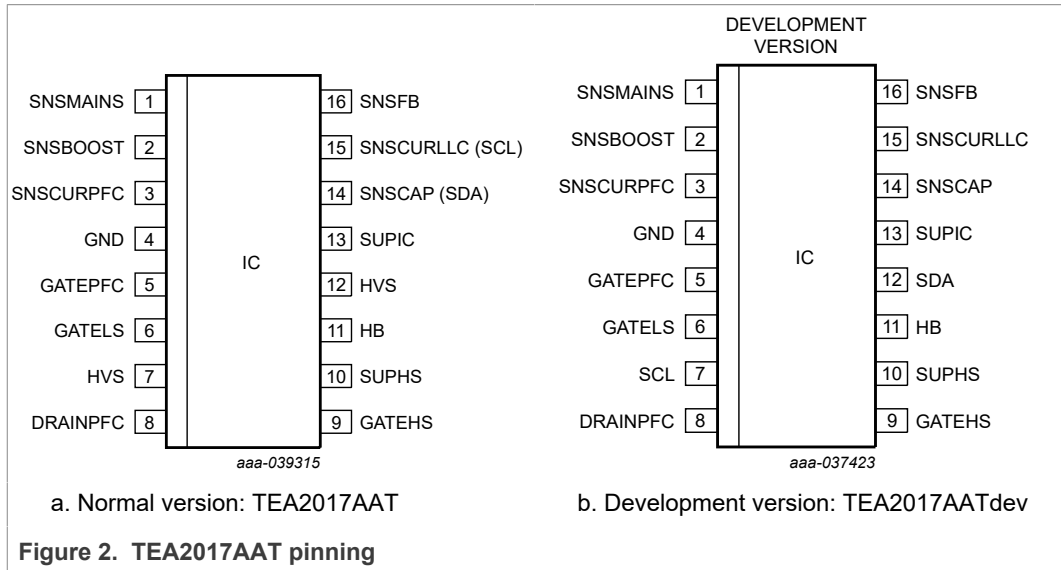 SNSMAINS 1
SNSBOOST 2
SNSCURPFC 3
GND 4
GATEPFC 5
GATELS 6
HVS 7
DRAINPFC 8
IC
16 SNSFB
15 SNSCURLLC (SCL)
14 SNSCAP (SDA)
13 SUPIC
12 HVS
11 HB
10 SUPHS
9 GATEHS
aaa-039315
a. Normal version: TEA2017AAT
DEVELOPMENT
VERSION
SNSMAINS 1
SNSBOOST 2
SNSCURPFC 3
GND 4
GATEPFC 5
GATELS 6
SCL 7
DRAINPFC 8
IC
16 SNSFB
15 SNSCURLLC
14 SNSCAP
13 SUPIC
12 SDA
11 HB
10 SUPHS
9 GATEHS
aaa-037423
b. Development version: TEA2017AATdev
Figure 2. TEA2017AAT pinning